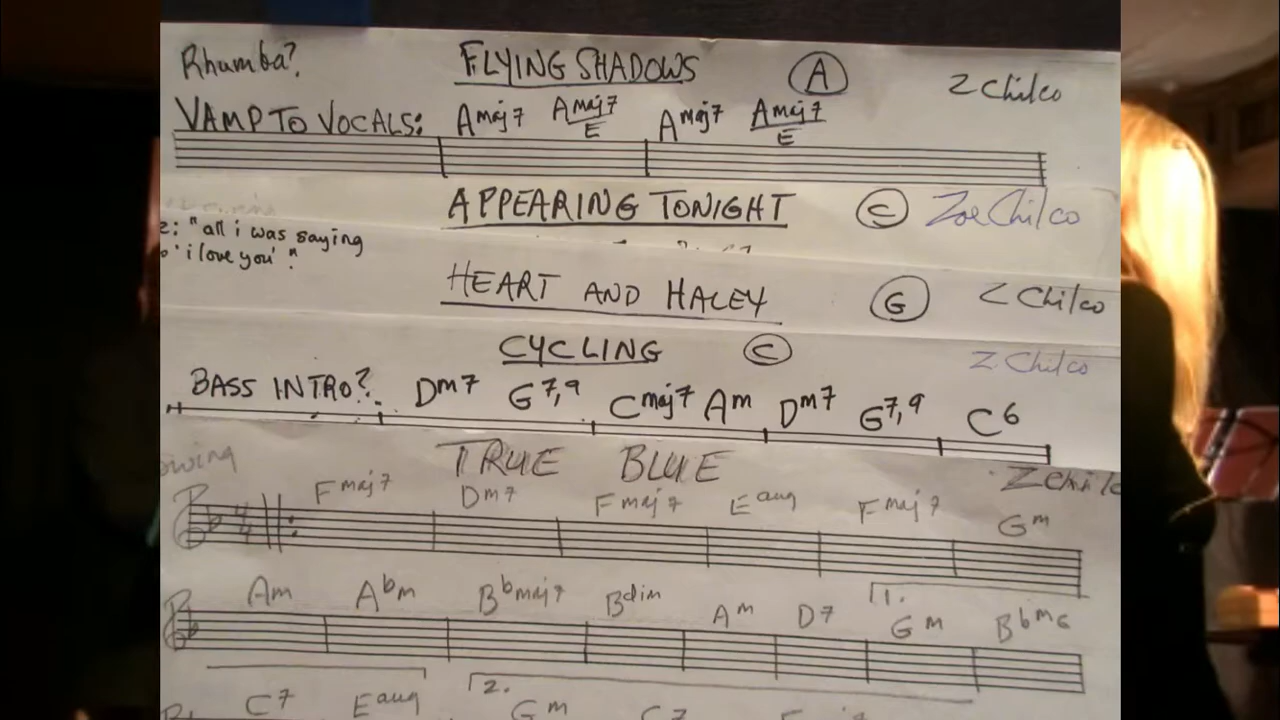 Rhumba? FLYING SHADOWS A Z Chilco
VAMP TO VOCALS: Amaj7 Amaj7/E Amaj7 Amaj7/E
APPEARING TONIGHT C Zoe Chilco
: "all i was saying
'i love you'".
HEART AND HALEY G Z Chilco
CYCLING C Z. Chilco
BASS INTRO? Dm7 G7,9 Cmaj7 Am Dm7 G7,9 C6
TRUE BLUE
Fmaj7 Dm7 Fmaj7 Eaug Fmaj7 Gm
4/4
Am Abm Bbmaj7 Bdim Am D7 1. Gm Bbm6
C7 Eaug 2. Gm C7